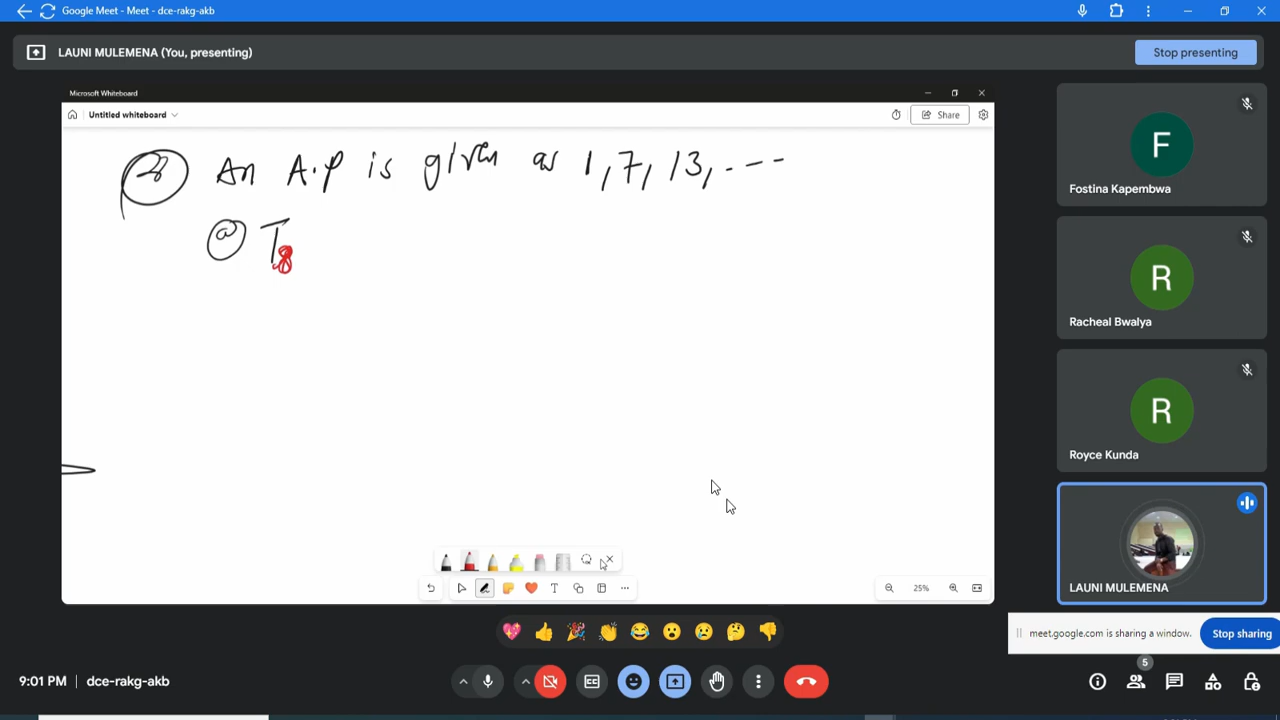 Google Meet - Meet - dce-rakg-akb
LAUNI MULEMENA (You, presenting)
Stop presenting
Microsoft Whiteboard
Untitled whiteboard
Share
An A.P is given as 1, 7, 13, . - - -
(a) T8
25%
F
Fostina Kapembwa
R
Racheal Bwalya
R
Royce Kunda
LAUNI MULEMENA
meet.google.com is sharing a window.
Stop sharing
9:01 PM | dce-rakg-akb
5